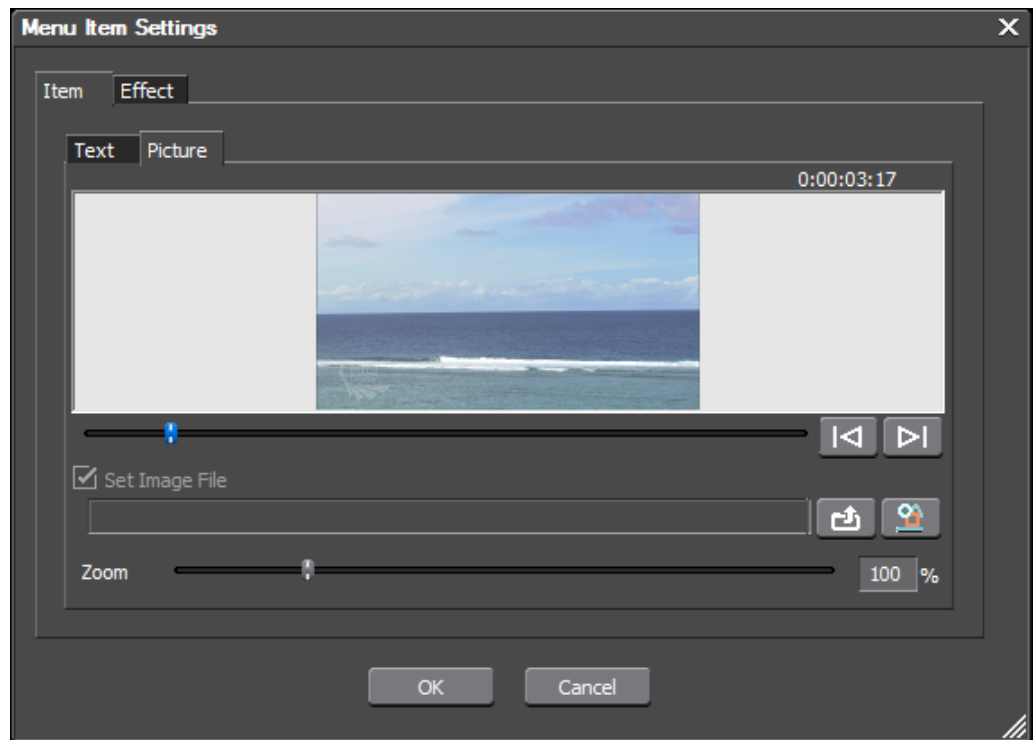 Menu Item Settings
Item Effect
Text Picture
0:00:03:17
Set Image File
Zoom 100 %
OK Cancel